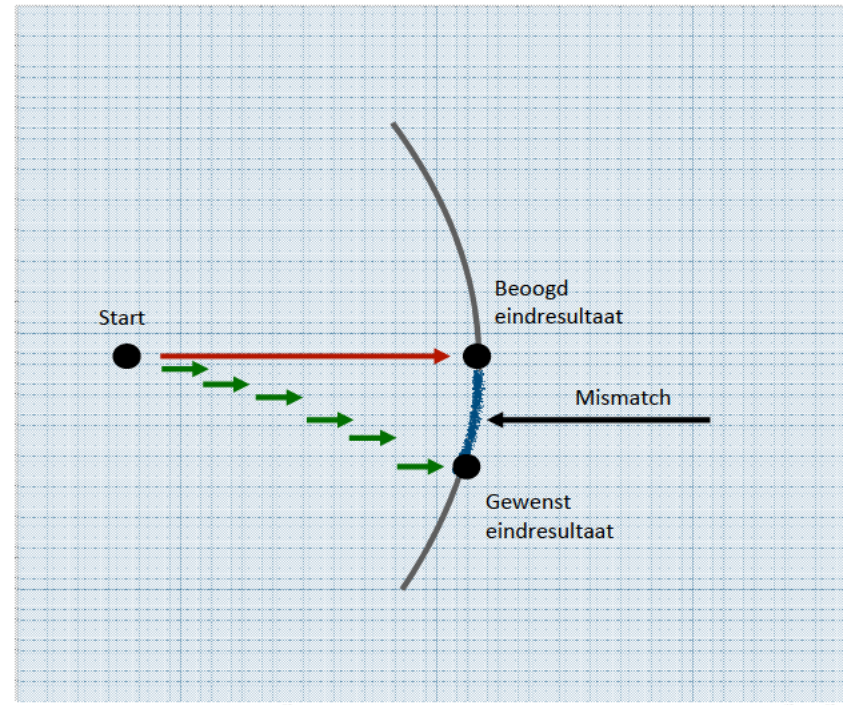 Beoogd
eindresultaat
Start
Mismatch
Gewenst
eindresultaat